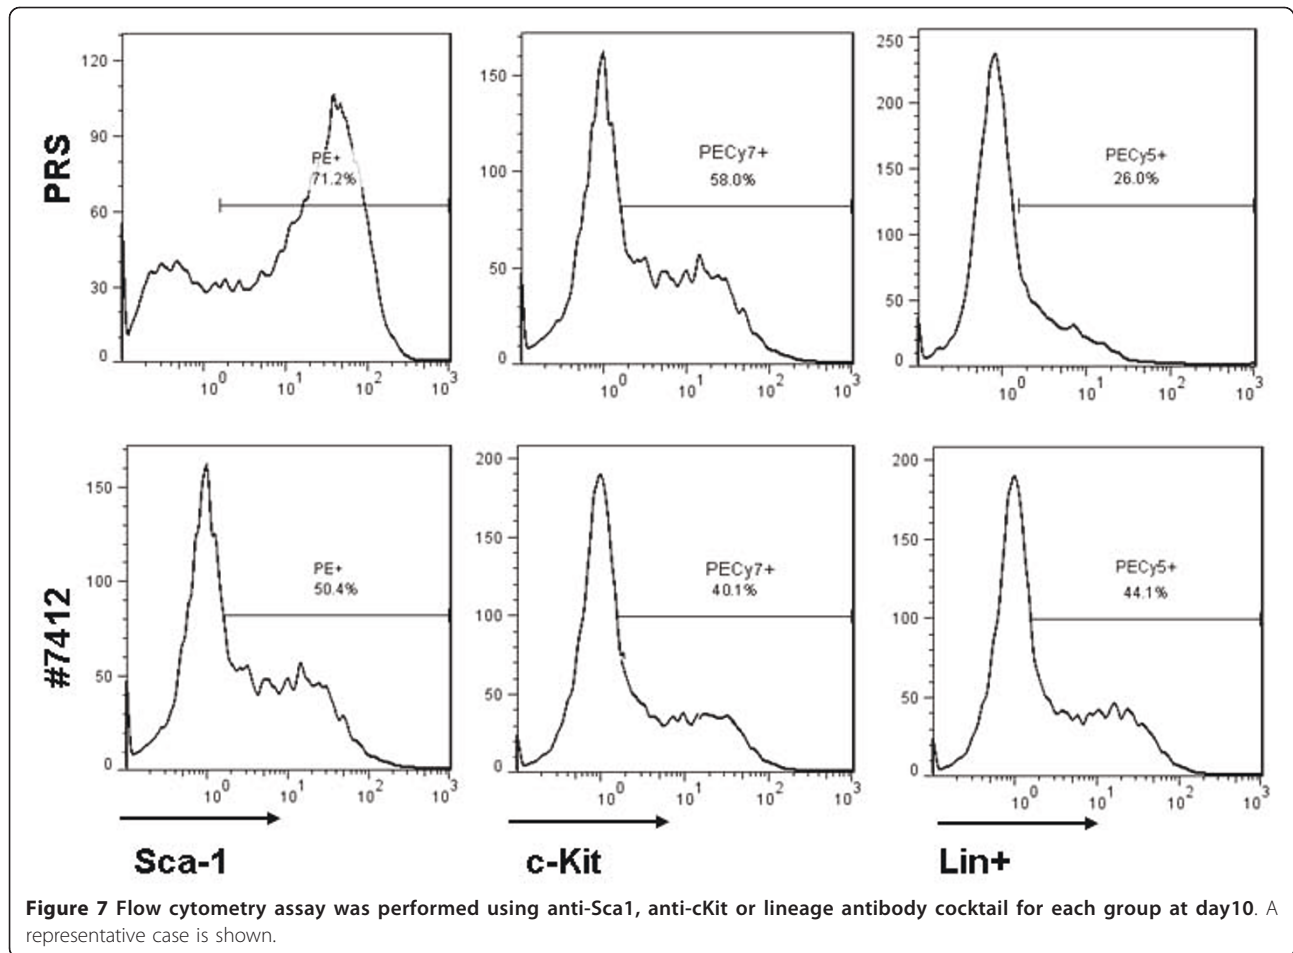 PRS
120
90
60
30
0
PE+
71.2%
10^0 10^1 10^2 10^3
150
100
50
0
PECy7+
58.0%
10^0 10^1 10^2 10^3
250
200
150
100
50
0
PECy5+
26.0%
10^0 10^1 10^2 10^3
#7412
150
100
50
0
PE+
50.4%
10^0 10^1 10^2 10^3
Sca-1
200
150
100
50
0
PECy7+
40.1%
10^0 10^1 10^2 10^3
c-Kit
200
150
100
50
0
PECy5+
44.1%
10^0 10^1 10^2 10^3
Lin+
Figure 7 Flow cytometry assay was performed using anti-Sca1, anti-cKit or lineage antibody cocktail for each group at day10. A
representative case is shown.